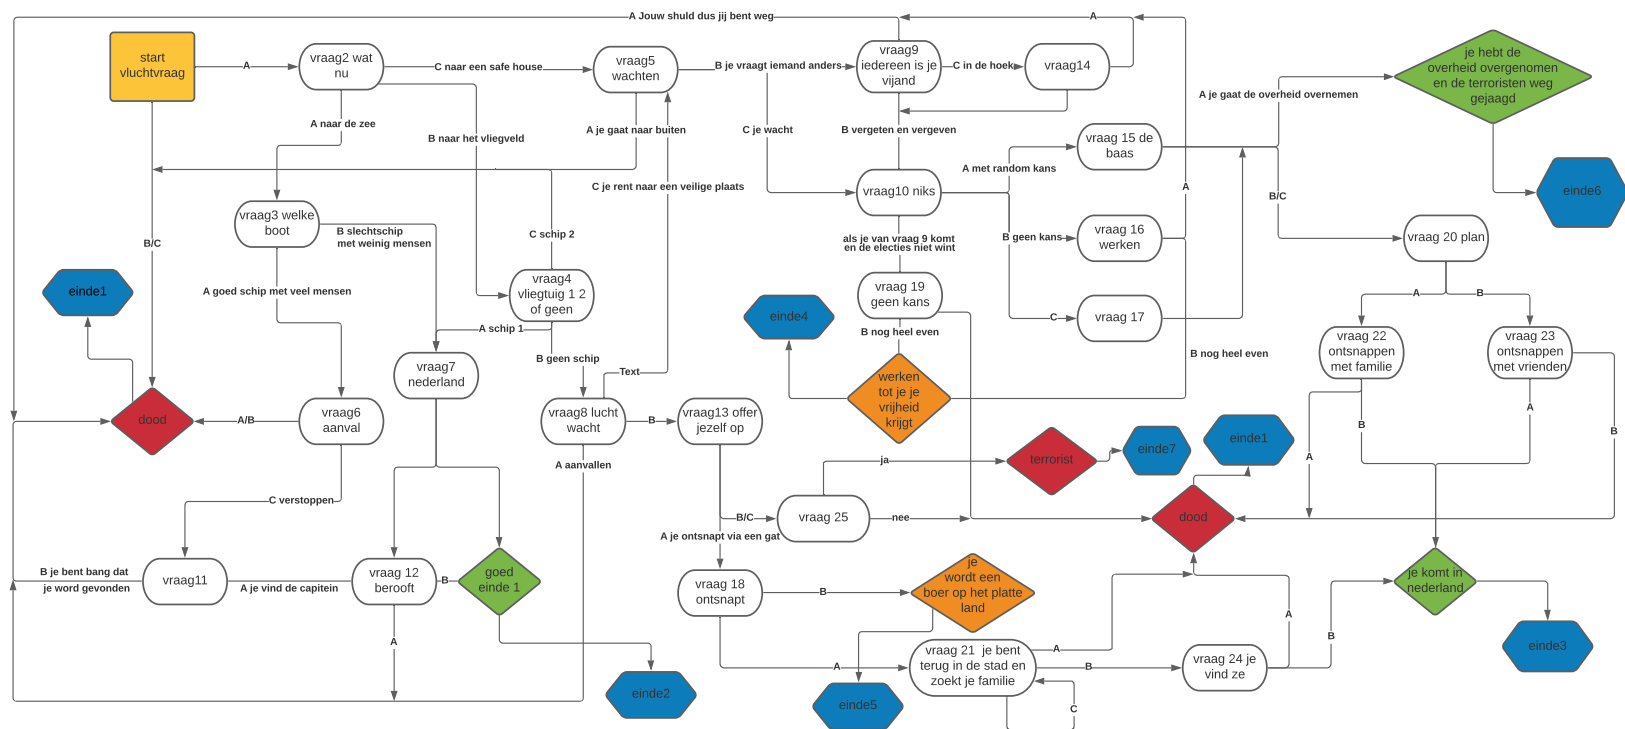 A Jouw shuld dus jij bent weg
A
start
vluchtvraag
A
vraag2 wat
nu
C naar een safe house
vraag5
wachten
B je vraagt iemand anders
vraag9
iedereen is je
vijand
C in de hoek
vraag14
je hebt de
overheid overgenomen
en de terroristen weg
gejaagd
A je gaat de overheid overnemen
A naar de zee
B naar het vliegveld
A je gaat naar buiten
C je wacht
B vergeten en vergeven
vraag 15 de
baas
A met random kans
C je rent naar een veilige plaats
vraag10 niks
A
B/C
einde6
vraag3 welke
boot
B slechtschip
met weinig mensen
C schip 2
B/C
als je van vraag 9 komt
en de electies niet wint
B geen kans
vraag 16
werken
vraag 20 plan
einde1
A goed schip met veel mensen
vraag4
vliegtuig 1 2
of geen
vraag 19
geen kans
A
B
einde4
C
vraag 17
A schip 1
B nog heel even
B geen schip
B nog heel even
vraag 22
ontsnappen
met familie
vraag 23
ontsnappen
met vrienden
vraag7
nederland
Text
werken
tot je je
vrijheid
krijgt
dood
A/B
vraag6
aanval
vraag8 lucht
wacht
B
vraag13 offer
jezelf op
A
B
B
einde1
einde7
A aanvallen
ja
terrorist
A
C verstoppen
B/C
vraag 25
nee
dood
A je ontsnapt via een gat
B je bent bang dat
je word gevonden
vraag11
A je vind de capitein
vraag 12
berooft
B
goed
einde 1
vraag 18
ontsnapt
B
je
wordt een
boer op het platte
land
je komt in
nederland
A
A
B
einde3
A
vraag 21 je bent
terug in de stad en
zoekt je familie
A
B
vraag 24 je
vind ze
einde2
einde5
C